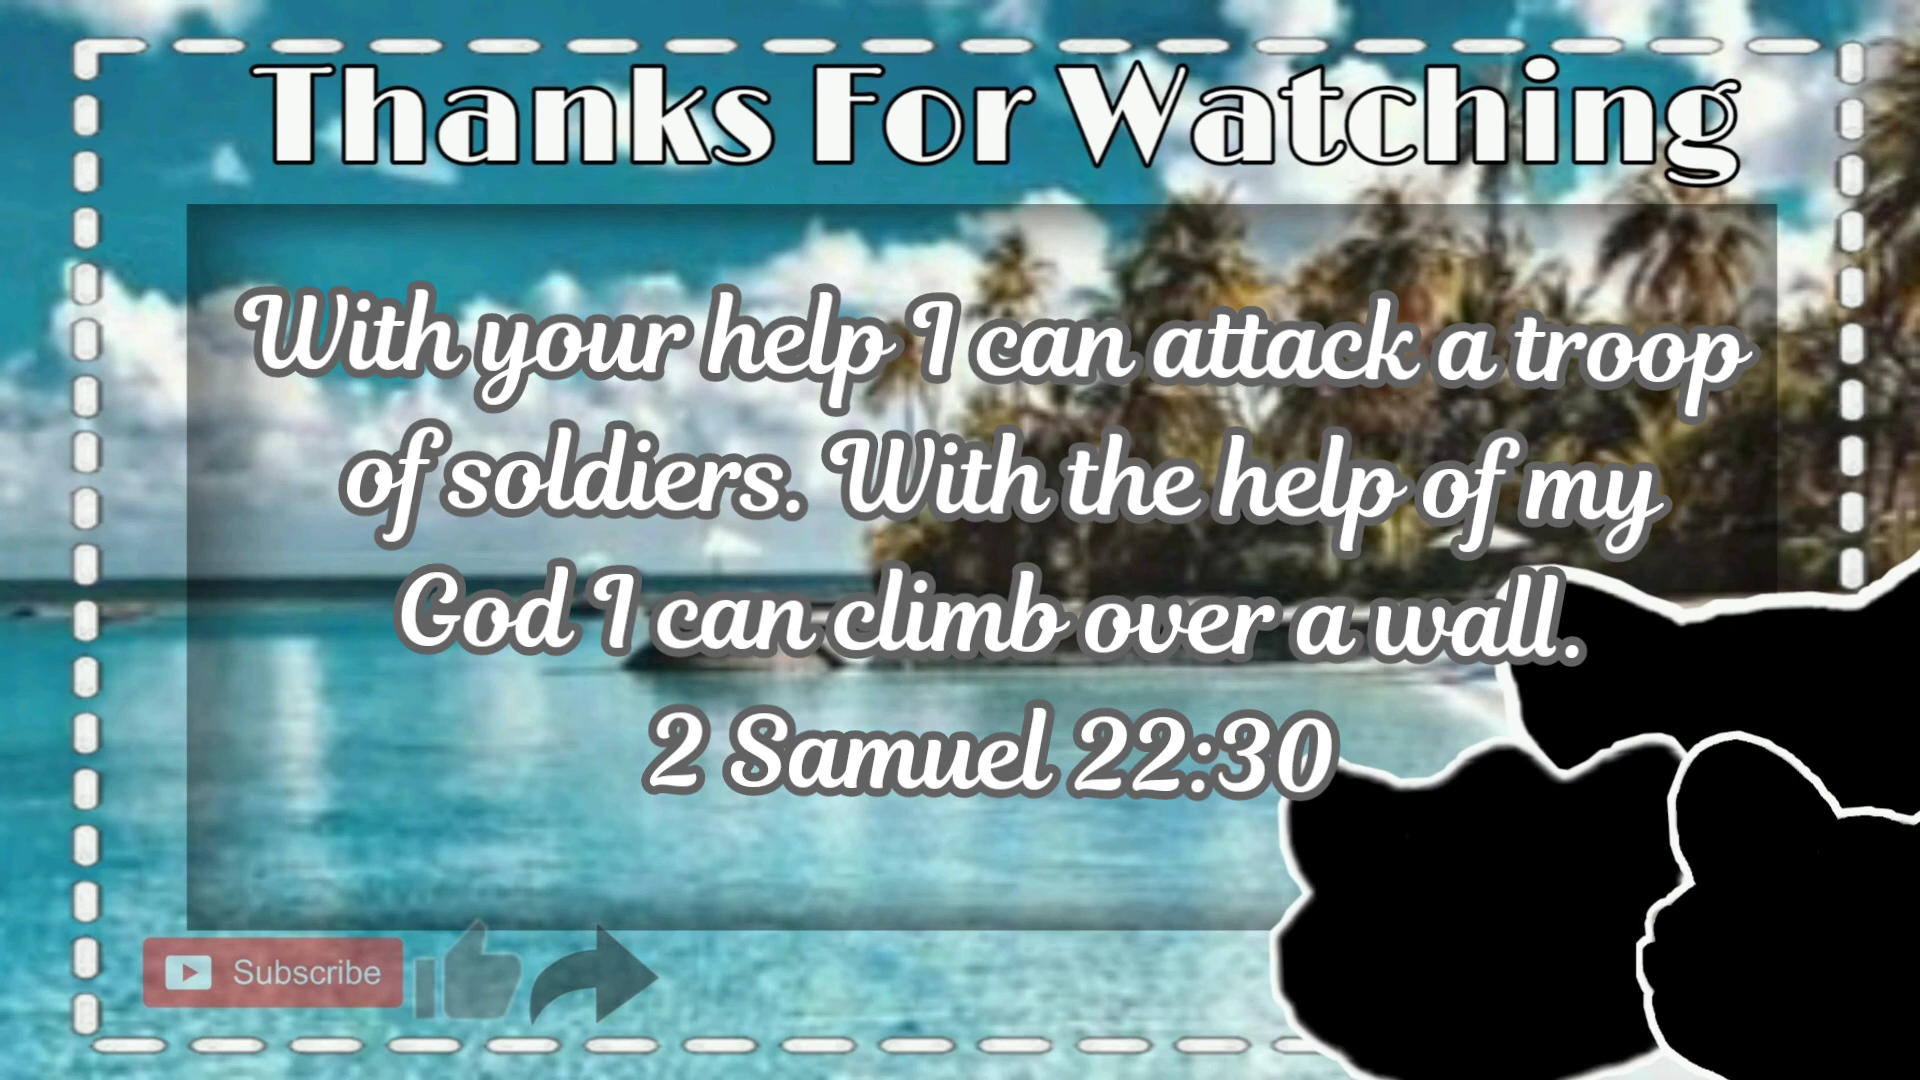 Thanks For Watching
With your help I can attack a troop
of soldiers. With the help of my
God I can climb over a wall.
2 Samuel 22:30
Subscribe